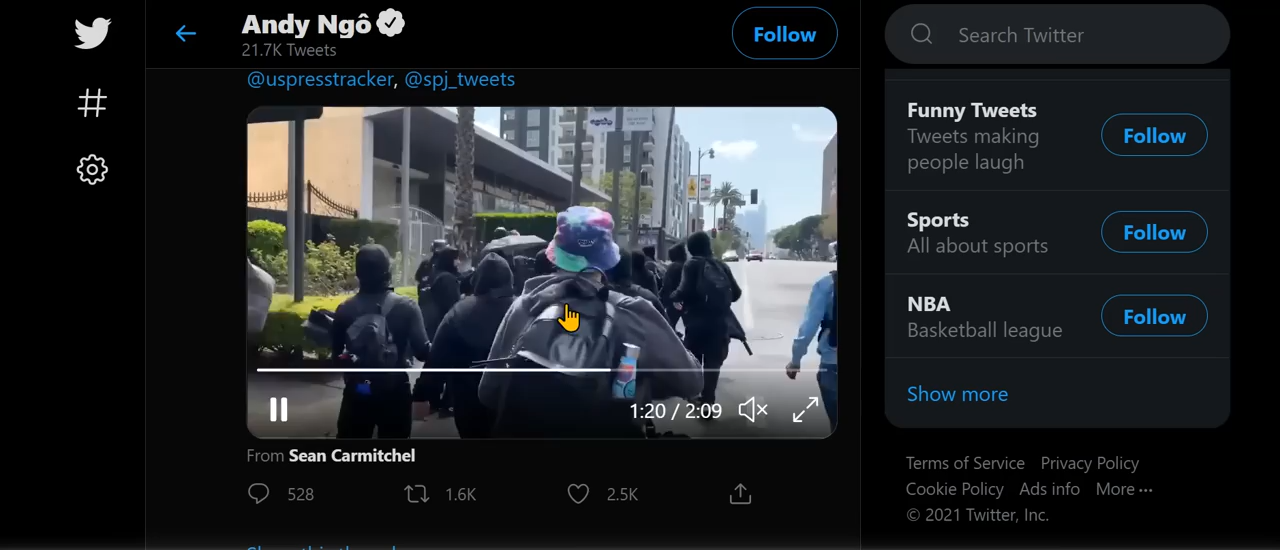 Andy Ngô
21.7K Tweets
Follow
Search Twitter
@uspresstracker, @spj_tweets
1:20 / 2:09
From Sean Carmitchel
528
1.6K
2.5K
Funny Tweets
Tweets making
people laugh
Follow
Sports
All about sports
Follow
NBA
Basketball league
Follow
Show more
Terms of Service Privacy Policy
Cookie Policy Ads info More ···
© 2021 Twitter, Inc.